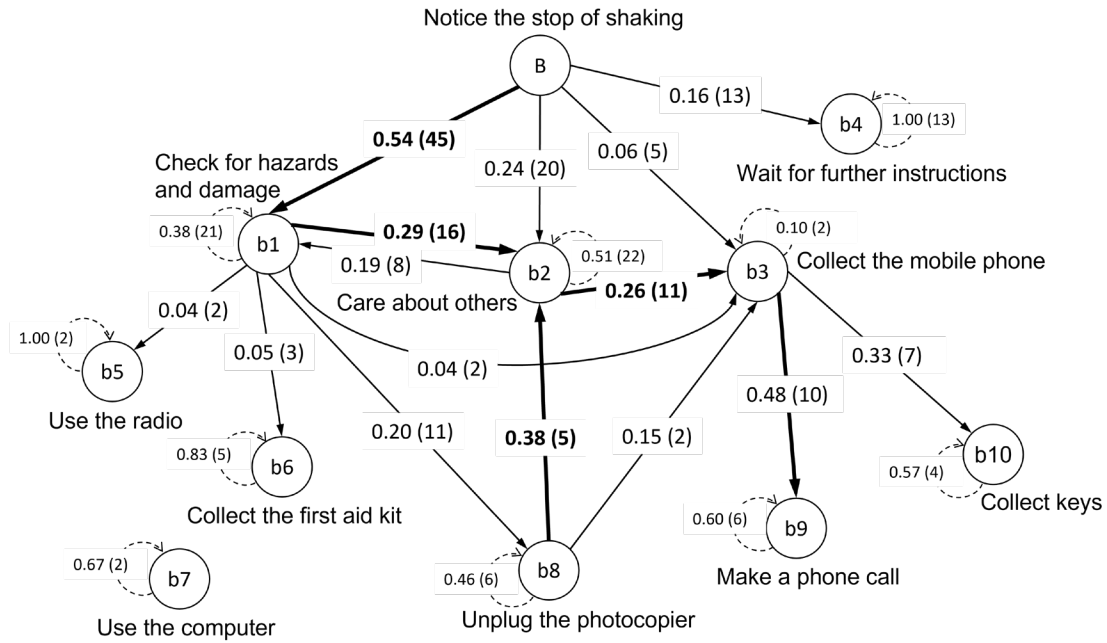 Notice the stop of shaking
B
0.16 (13)
b4
1.00 (13)
Wait for further instructions
0.54 (45)
0.24 (20)
0.06 (5)
Check for hazards
and damage
0.38 (21)
b1
0.29 (16)
0.19 (8)
b2
0.51 (22)
Care about others
0.26 (11)
0.10 (2)
b3
Collect the mobile phone
0.04 (2)
1.00 (2)
b5
Use the radio
0.05 (3)
0.04 (2)
0.33 (7)
0.48 (10)
0.20 (11)
0.38 (5)
0.15 (2)
0.83 (5)
b6
Collect the first aid kit
b10
0.57 (4)
Collect keys
0.60 (6)
b9
Make a phone call
0.67 (2)
b7
Use the computer
0.46 (6)
b8
Unplug the photocopier